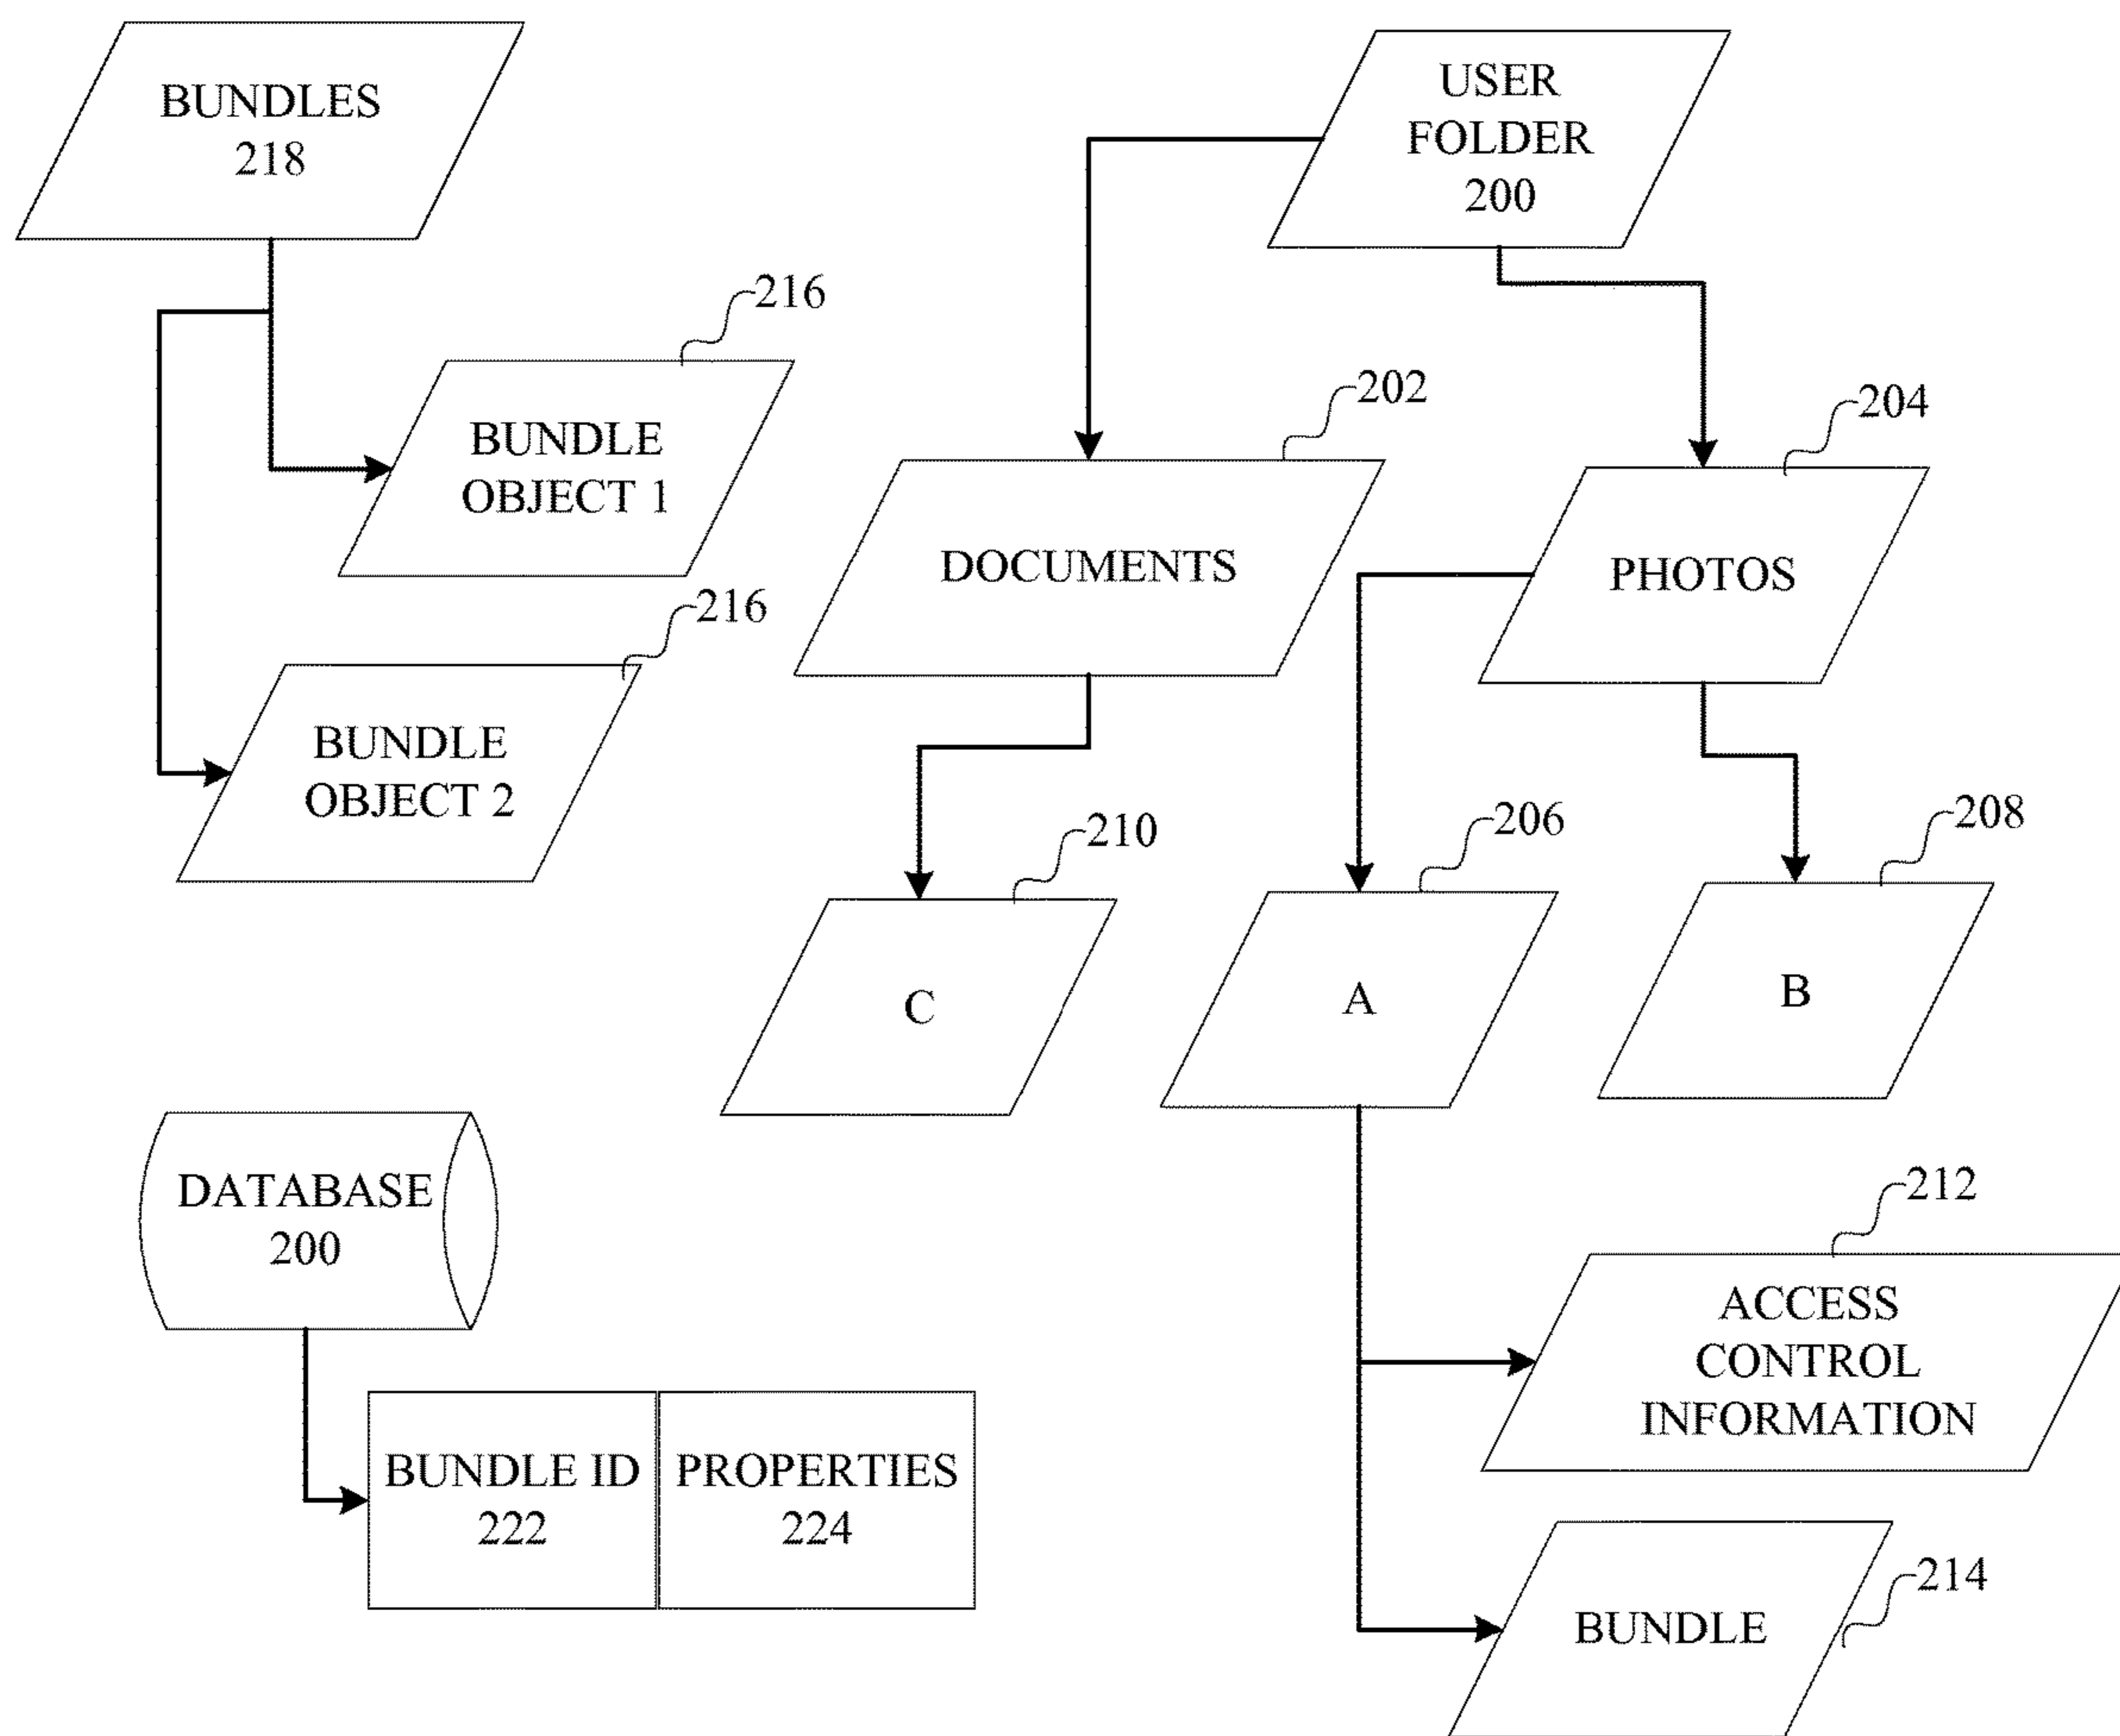 BUNDLES
218
USER
FOLDER
200
216
BUNDLE
OBJECT 1
202
DOCUMENTS
204
PHOTOS
216
BUNDLE
OBJECT 2
210
C
206
A
208
B
DATABASE
200
BUNDLE ID
222
PROPERTIES
224
212
ACCESS
CONTROL
INFORMATION
214
BUNDLE